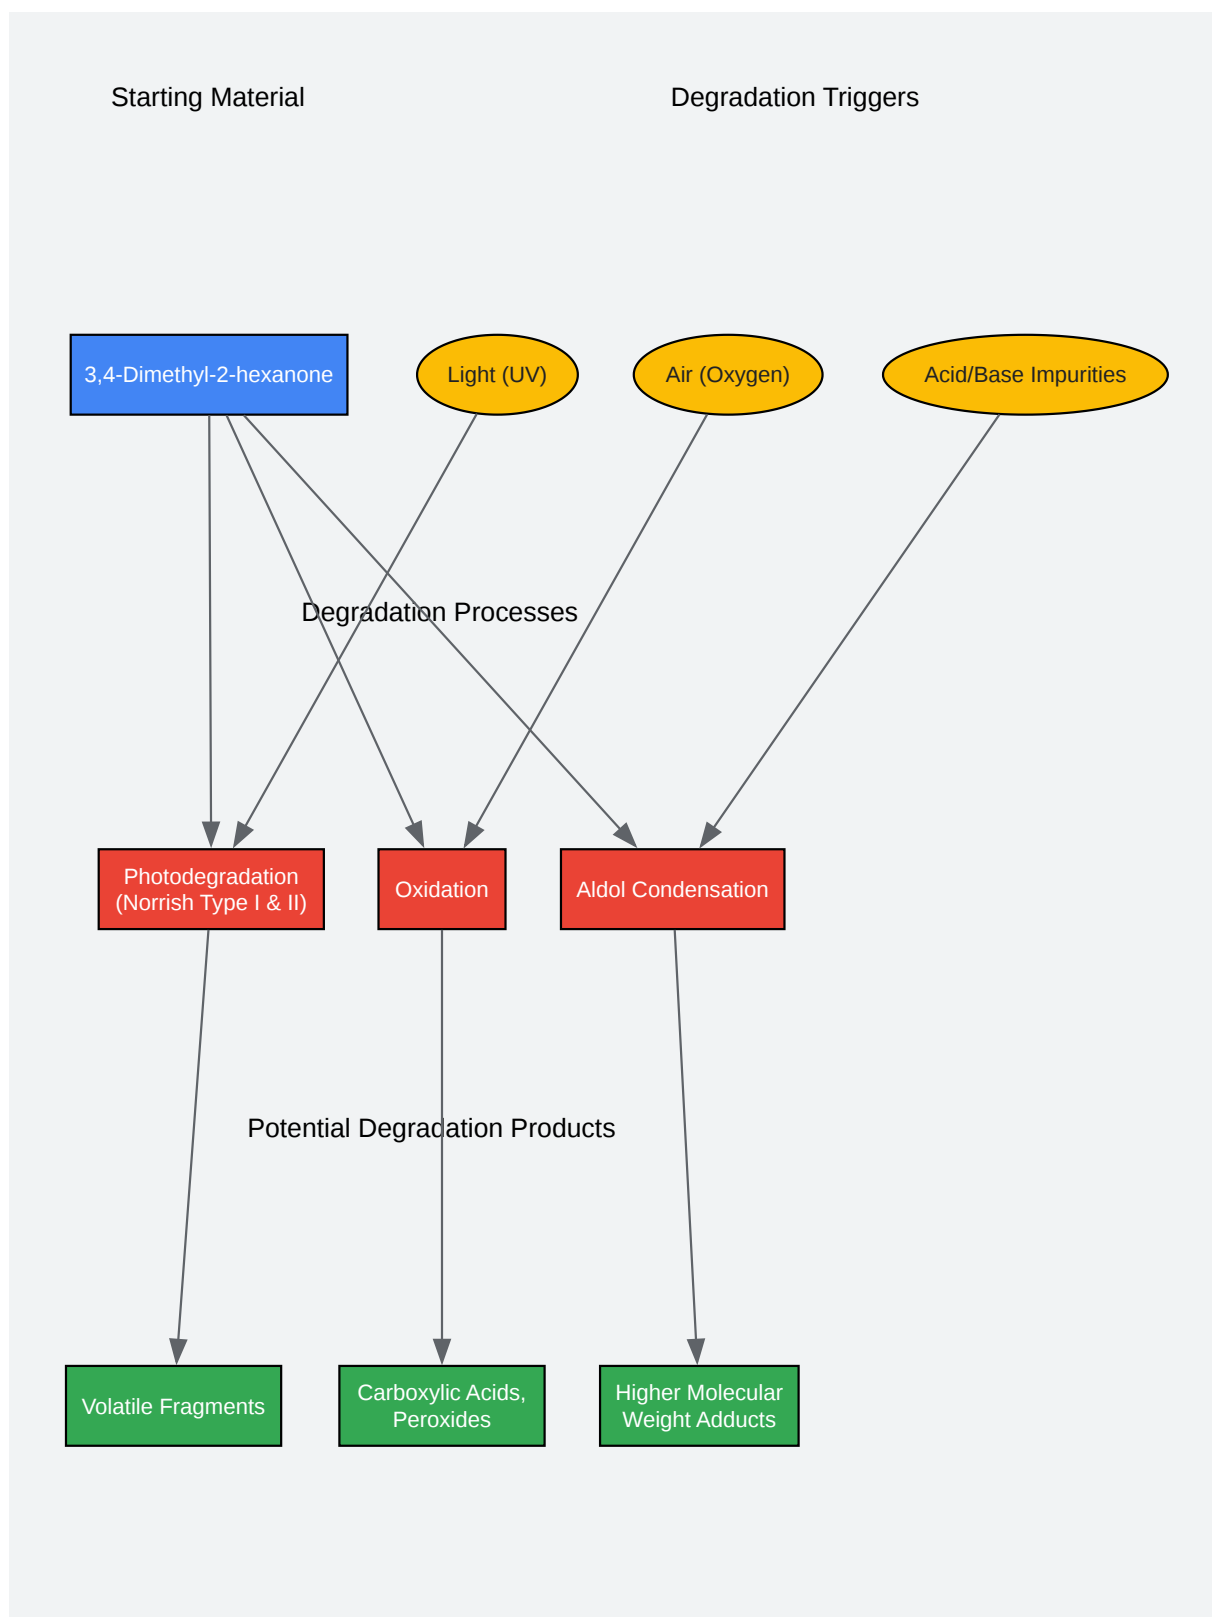 Starting Material
Degradation Triggers
3,4-Dimethyl-2-hexanone
Light (UV)
Air (Oxygen)
Acid/Base Impurities
Degradation Processes
Photodegradation
(Norrish Type I & II)
Oxidation
Aldol Condensation
Potential Degradation Products
Volatile Fragments
Carboxylic Acids,
Peroxides
Higher Molecular
Weight Adducts